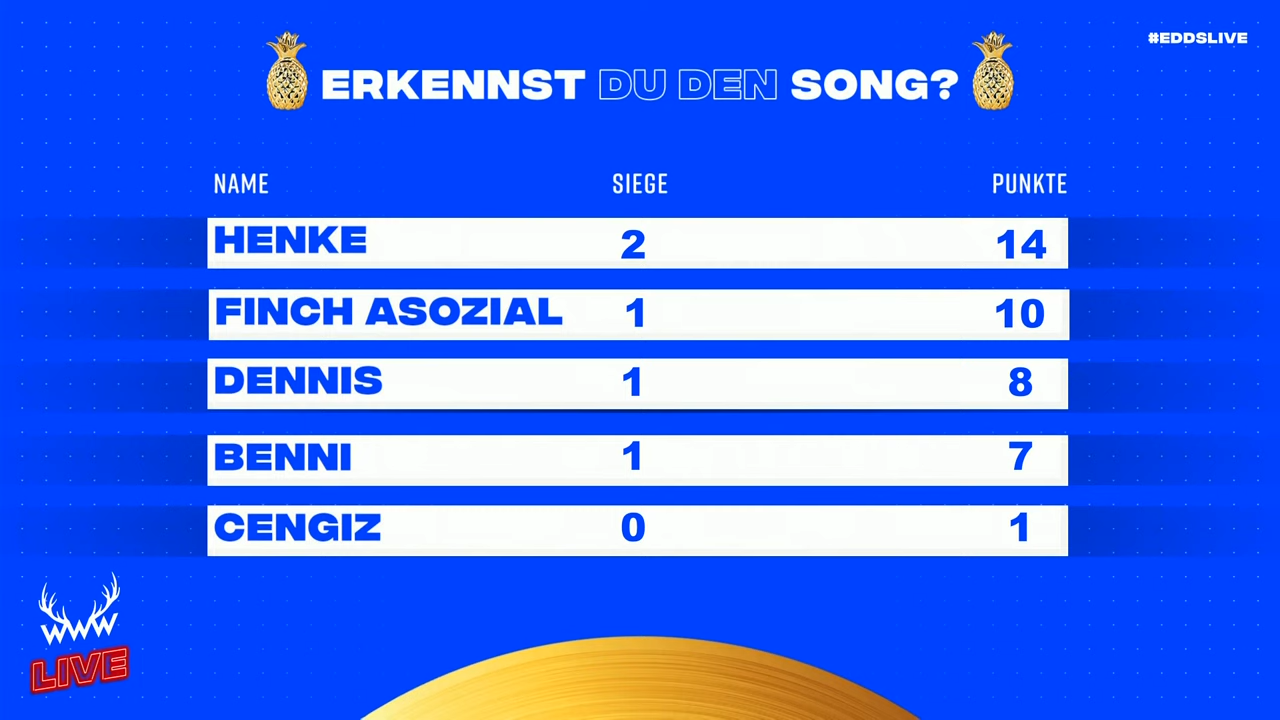 #EDDSLIVE
ERKENNST DU DEN SONG?
NAME SIEGE PUNKTE
HENKE 2 14
FINCH ASOZIAL 1 10
DENNIS 1 8
BENNI 1 7
CENGIZ 0 1
WWW
LIVE